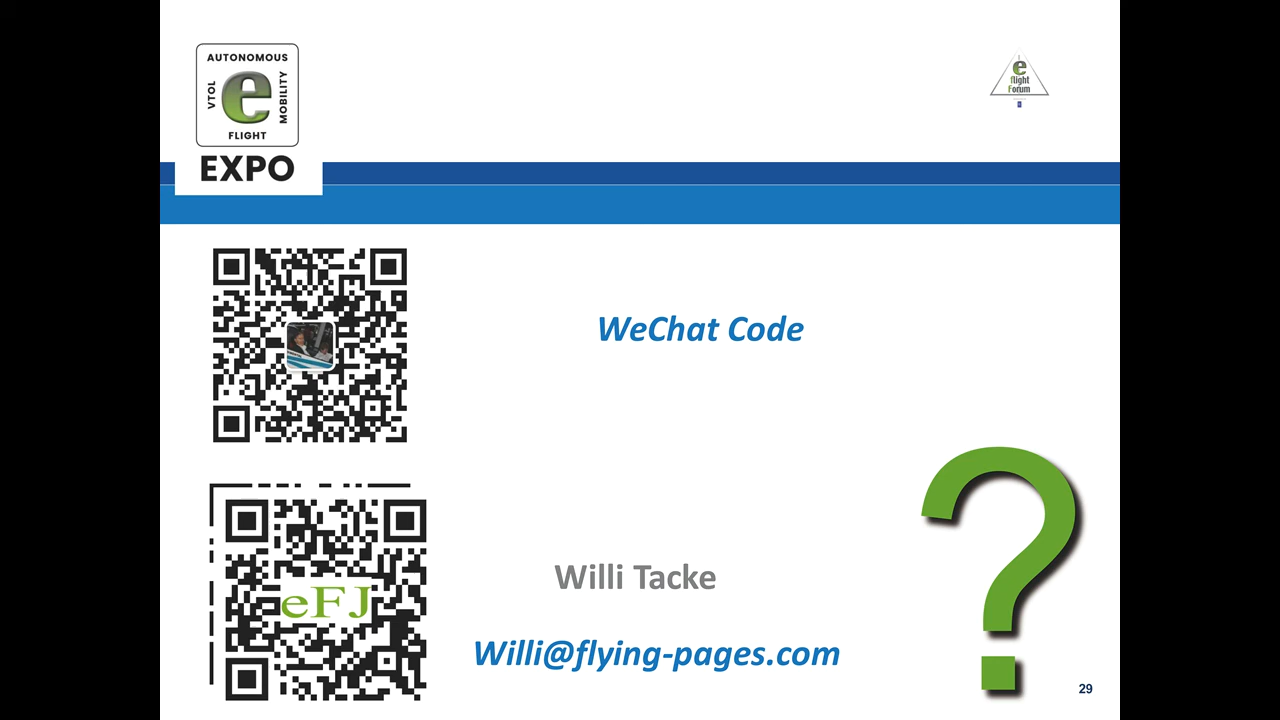 AUTONOMOUS
VTOL
e
MOBILITY
FLIGHT
EXPO
e
flight
Forum
WeChat Code
eFJ
Willi Tacke
Willi@flying-pages.com
?
29